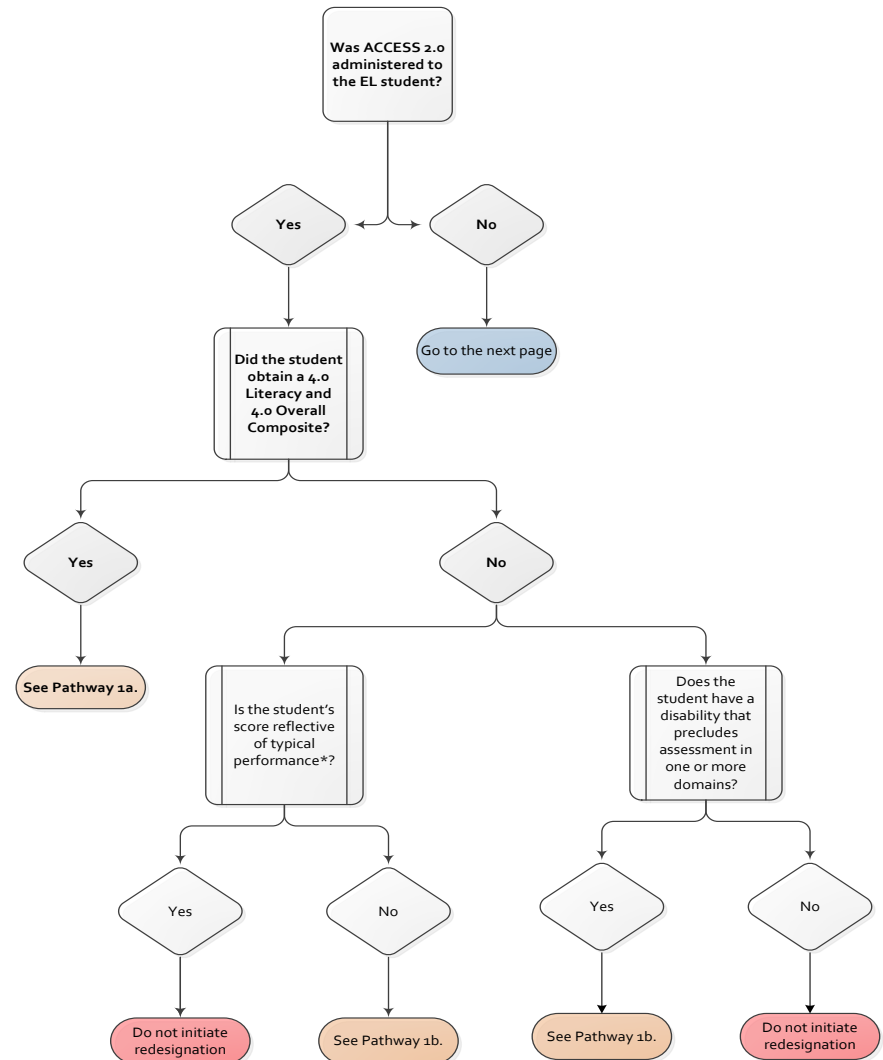 Was ACCESS 2.0
administered to
the EL student?
Yes
No
Go to the next page
Did the student
obtain a 4.0
Literacy and
4.0 Overall
Composite?
Yes
No
See Pathway 1a.
Is the student's
score reflective
of typical
performance*?
Does the
student have a
disability that
precludes
assessment in
one or more
domains?
Yes
No
Yes
No
Do not initiate
redesignation
See Pathway 1b.
See Pathway 1b.
Do not initiate
redesignation